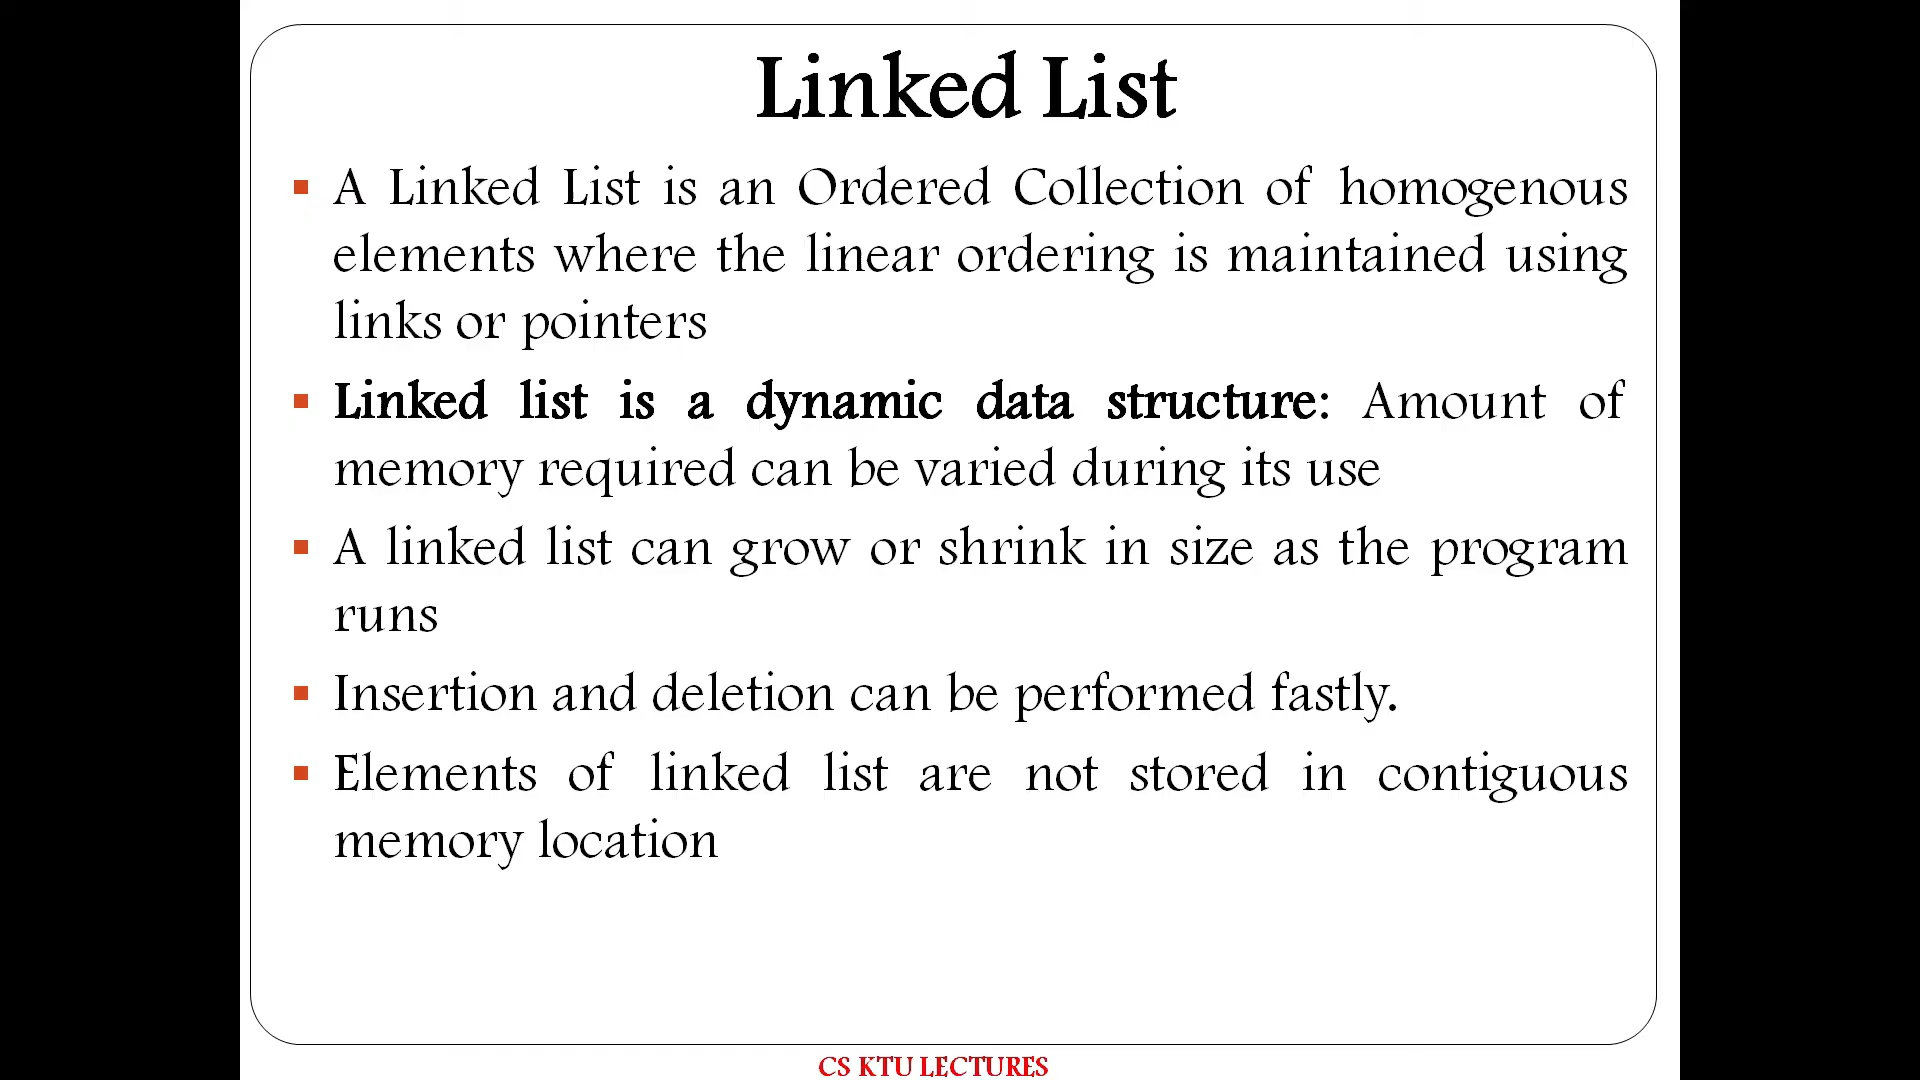 Linked List
A Linked List is an Ordered Collection of homogenous
elements where the linear ordering is maintained using
links or pointers
Linked list is a dynamic data structure: Amount of
memory required can be varied during its use
A linked list can grow or shrink in size as the program
runs
Insertion and deletion can be performed fastly.
Elements of linked list are not stored in contiguous
memory location
CS KTU LECTURES